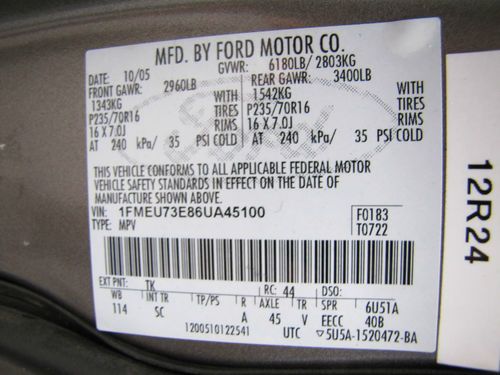 MFD. BY FORD MOTOR CO.
DATE: 10/05 GVWR: 6180LB/ 2803KG
FRONT GAWR: 2960LB REAR GAWR: 3400LB
1343KG WITH 1542KG WITH
P235/70R16 TIRES P235/70R16 TIRES
16 X 7.0J RIMS 16 X 7.0J RIMS
AT 240 kPa/ 35 PSI COLD AT 240 kPa/ 35 PSI COLD
THIS VEHICLE CONFORMS TO ALL APPLICABLE FEDERAL MOTOR
VEHICLE SAFETY STANDARDS IN EFFECT ON THE DATE OF
MANUFACTURE SHOWN ABOVE.
VIN: 1FMEU73E86UA45100 F0183
TYPE: MPV T0722
EXT PNT: TK RC: 44 DSO:
WB INT TR TP/PS R AXLE TR SPR 6U51A
114 SC A 45 V EECC 40B
1200510122541 UTC 5U5A-1520472-BA
12R24